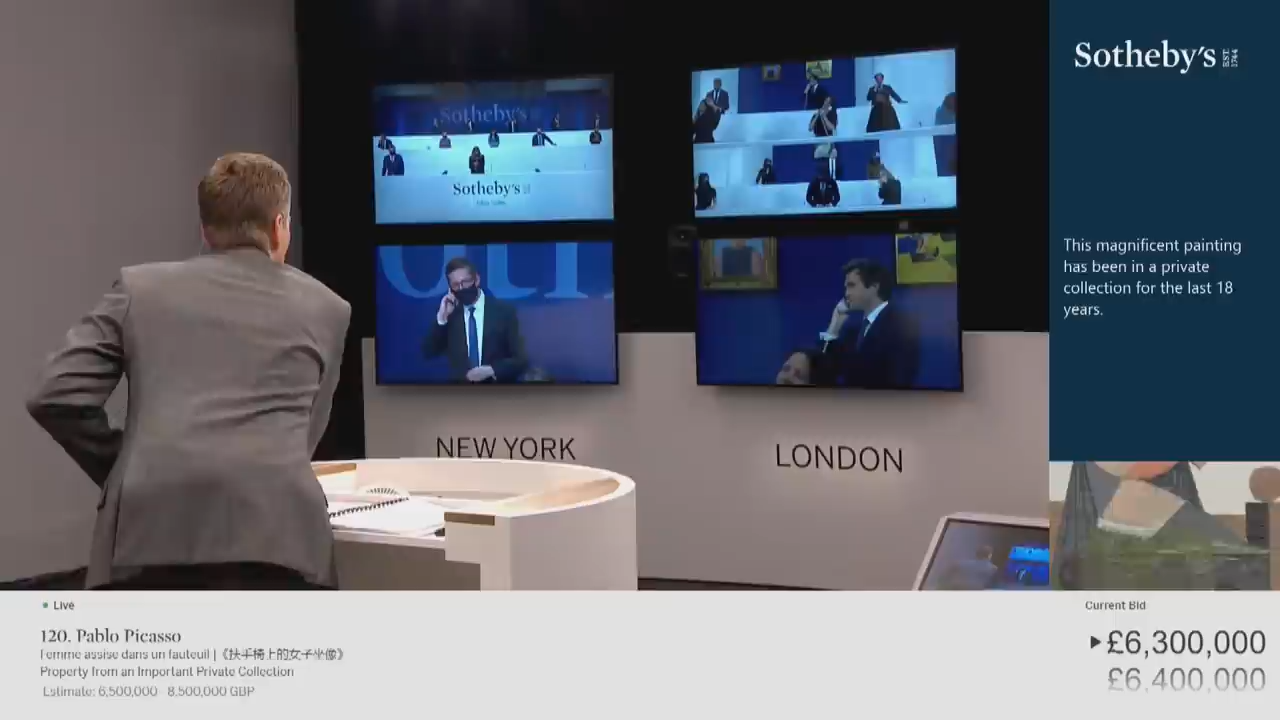 Sotheby's EST. 1744
Sotheby's
Sotheby's
This magnificent painting
has been in a private
collection for the last 18
years.
NEW YORK
LONDON
Live
120. Pablo Picasso
Femme assise dans un fauteuil |《扶手椅上的女子坐像》
Property from an Important Private Collection
Estimate: 6,500,000 - 8,500,000 GBP
Current Bid
£6,300,000
£6,400,000